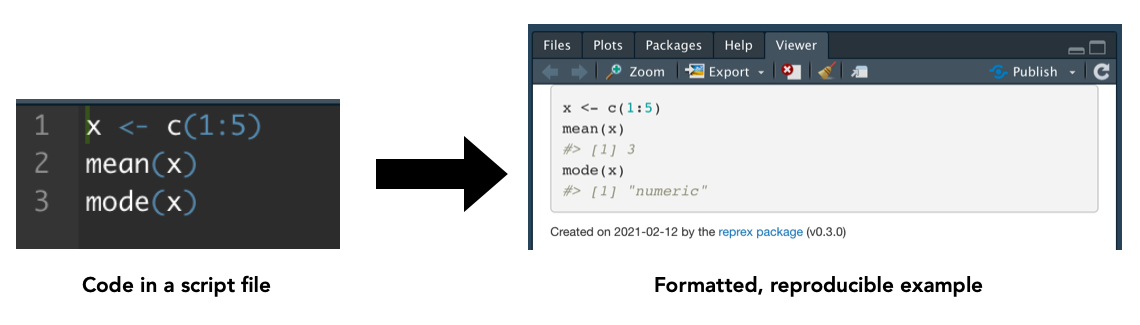 1 x <- c(1:5)
2 mean(x)
3 mode(x)
Code in a script file
Files Plots Packages Help Viewer
Zoom Export Publish
x <- c(1:5)
mean(x)
#> [1] 3
mode(x)
#> [1] "numeric"
Created on 2021-02-12 by the reprex package (v0.3.0)
Formatted, reproducible example